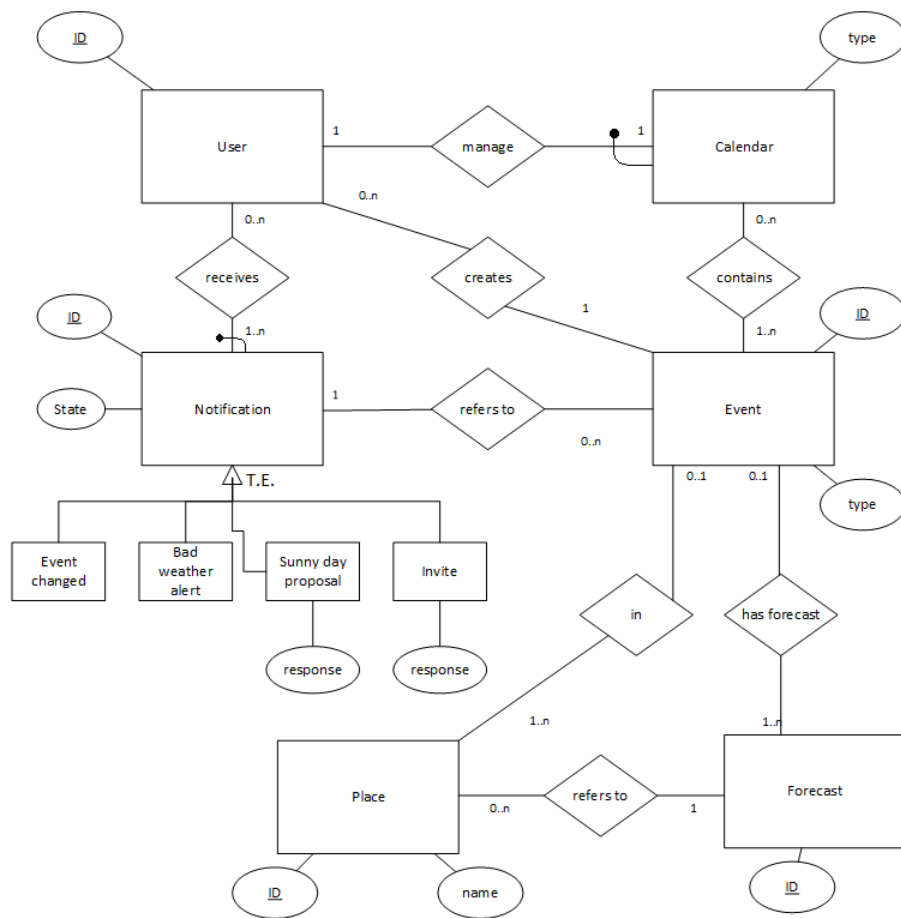 ID
type
User
1
manage
1
Calendar
0..n
0..n
0..n
receives
creates
contains
ID
1..n
1
1..n
ID
State
Notification
1
refers to
0..n
Event
T.E.
0..1
0..1
type
Event
changed
Bad
weather
alert
Sunny day
proposal
Invite
response
response
in
has forecast
1..n
1..n
Place
0..n
refers to
1
Forecast
ID
name
ID